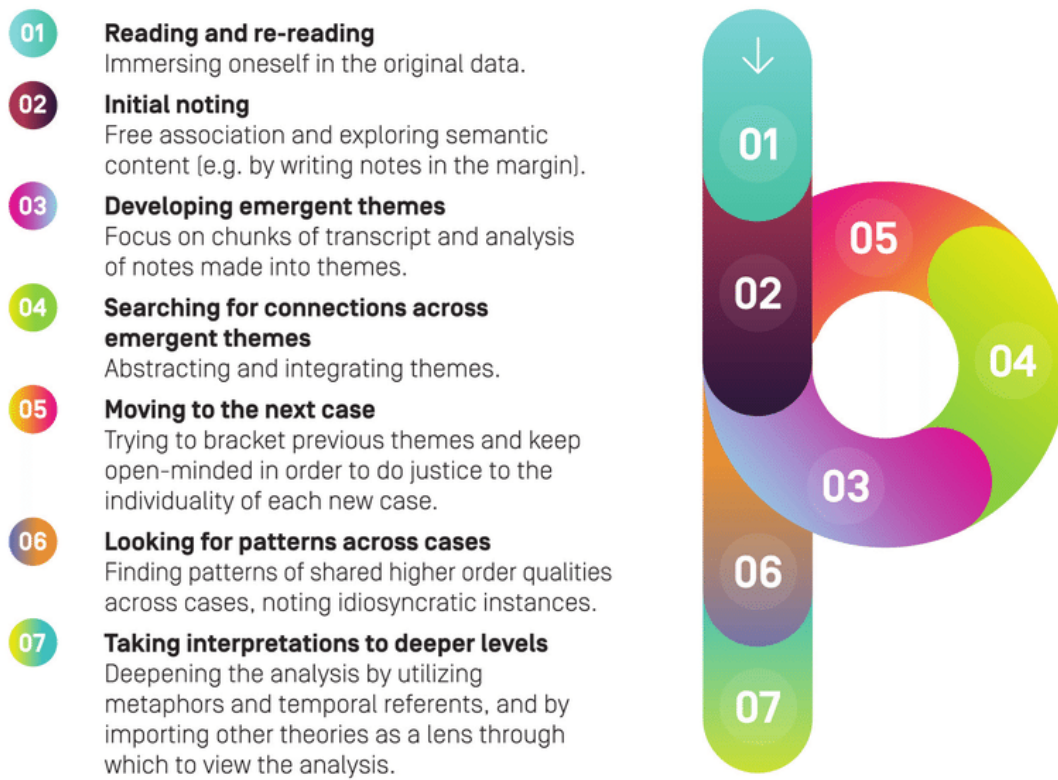 01
Reading and re-reading
Immersing oneself in the original data.
02
Initial noting
Free association and exploring semantic
content (e.g. by writing notes in the margin).
03
Developing emergent themes
Focus on chunks of transcript and analysis
of notes made into themes.
04
Searching for connections across
emergent themes
Abstracting and integrating themes.
05
Moving to the next case
Trying to bracket previous themes and keep
open-minded in order to do justice to the
individuality of each new case.
06
Looking for patterns across cases
Finding patterns of shared higher order qualities
across cases, noting idiosyncratic instances.
07
Taking interpretations to deeper levels
Deepening the analysis by utilizing
metaphors and temporal referents, and by
importing other theories as a lens through
which to view the analysis.
01
05
02
04
03
06
07